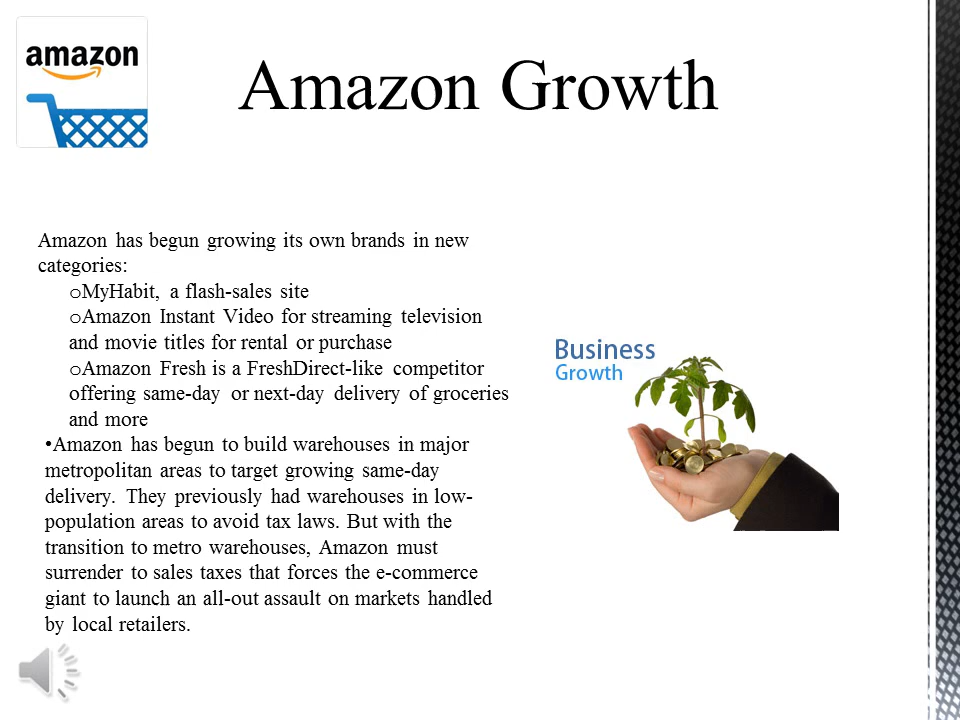 amazon
Amazon Growth
Amazon has begun growing its own brands in new
categories:
oMyHabit, a flash-sales site
oAmazon Instant Video for streaming television
and movie titles for rental or purchase
oAmazon Fresh is a FreshDirect-like competitor
offering same-day or next-day delivery of groceries
and more
•Amazon has begun to build warehouses in major
metropolitan areas to target growing same-day
delivery. They previously had warehouses in low-
population areas to avoid tax laws. But with the
transition to metro warehouses, Amazon must
surrender to sales taxes that forces the e-commerce
giant to launch an all-out assault on markets handled
by local retailers.
Business
Growth